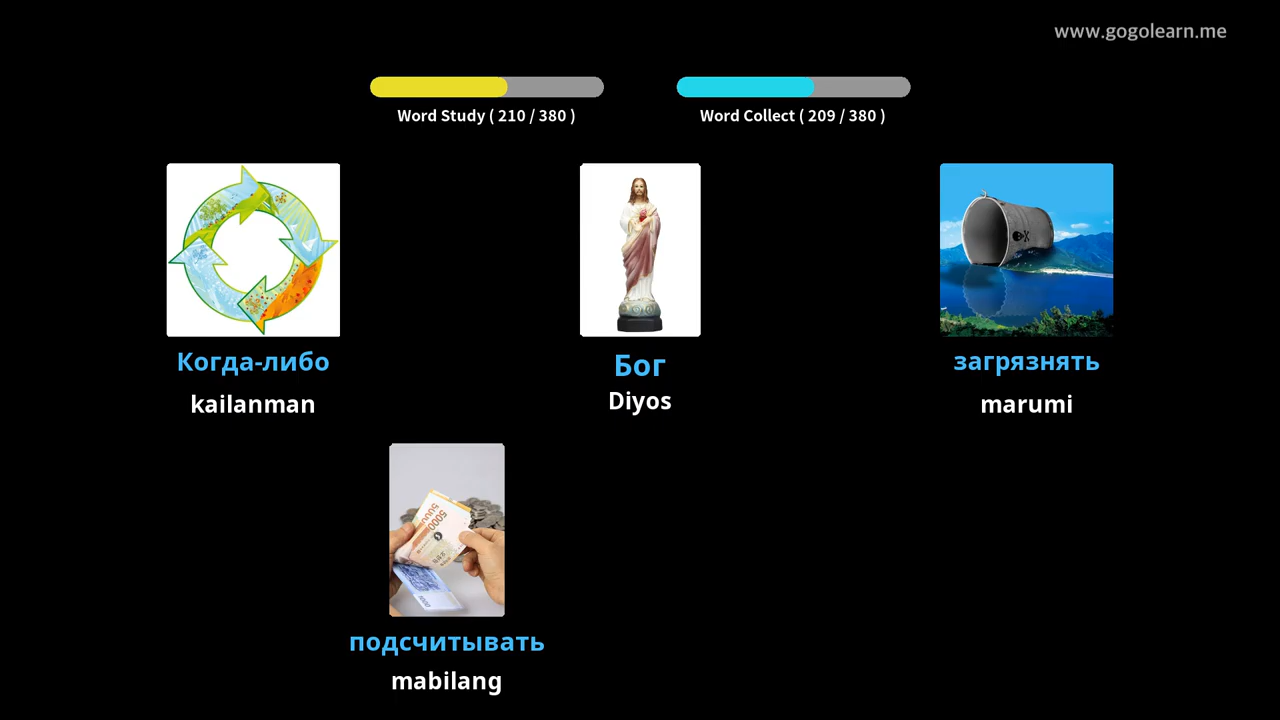 www.gogolearn.me
Word Study ( 210 / 380 )
Word Collect ( 209 / 380 )
Когда-либо
kailanman
Бог
Diyos
загрязнять
marumi
5000
подсчитывать
mabilang